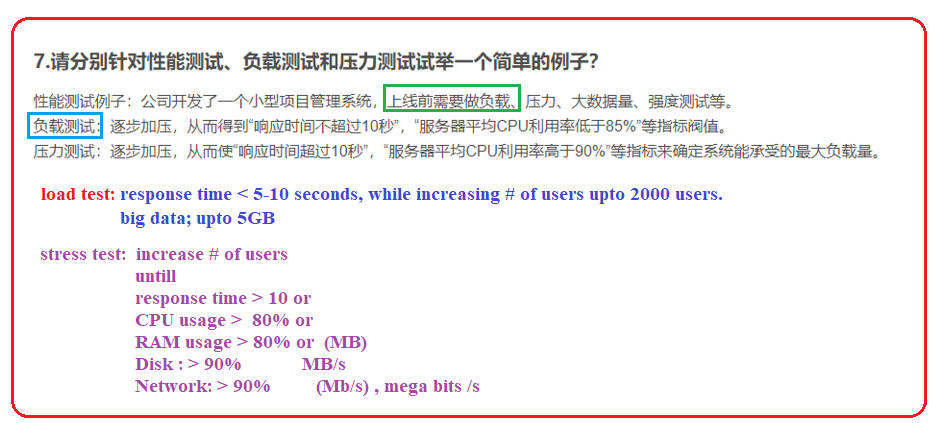 7.请分别针对性能测试、负载测试和压力测试试举一个简单的例子?
性能测试例子：公司开发了一个小型项目管理系统，上线前需要做负载、压力、大数据量、强度测试等。
负载测试：逐步加压，从而得到“响应时间不超过10秒”，“服务器平均CPU利用率低于85%”等指标阀值。
压力测试：逐步加压，从而使“响应时间超过10秒”，“服务器平均CPU利用率高于90%”等指标来确定系统能承受的最大负载量。
load test: response time < 5-10 seconds, while increasing # of users upto 2000 users.
big data; upto 5GB
stress test: increase # of users
untill
response time > 10 or
CPU usage > 80% or
RAM usage > 80% or (MB)
Disk : > 90% MB/s
Network: > 90% (Mb/s) , mega bits /s